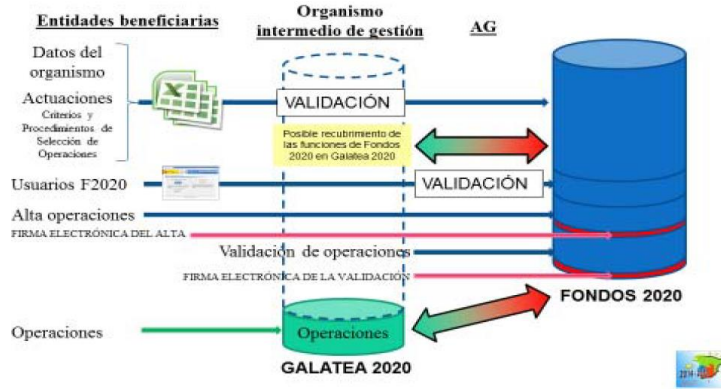 Entidades beneficiarias
Organismo
intermedio de gestión
AG
Datos del
organismo
Actuaciones
Criterios y
Procedimientos de
Selección de
Operaciones
VALIDACIÓN
Posible recubrimiento de
las funciones de Fondos
2020 en Galatea 2020
Usuarios F2020
VALIDACIÓN
Alta operaciones
FIRMA ELECTRÓNICA DEL ALTA
Validación de operaciones
FIRMA ELECTRÓNICA DE LA VALIDACIÓN
FONDOS 2020
Operaciones
Operaciones
GALATEA 2020